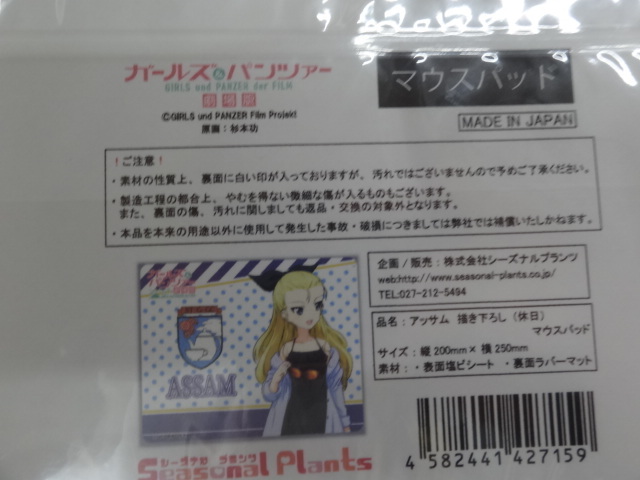 ガールズ&パンツァー
GIRLS und PANZER der FILM
劇場版
©GIRLS und PANZER Film Projekt
原画：杉本功
マウスパッド
MADE IN JAPAN
！ご注意！
・素材の性質上、裏面に白い印が入っておりますが、汚れではございませんので予めご了承ください。
・製造工程の都合上、やむを得ない微細な傷が入るものもございます。
また、裏面の傷、汚れに関しましても返品・交換の対象外となります。
・本品を本来の用途以外に使用して発生した事故・破損につきましては弊社では補償いたしかねます。
企画／販売：株式会社シーズナルプランツ
web:http://www.seasonal-plants.co.jp/
TEL:027-212-5494
品名：アッサム 描き下ろし（休日）
マウスパッド
サイズ：縦200mm×横250mm
素材：・表面塩ビシート ・裏面ラバーマット
ガールズ&パンツァー
劇場版
ASSAM
シーズナル プランツ
Seasonal Plants
4 582441 427159